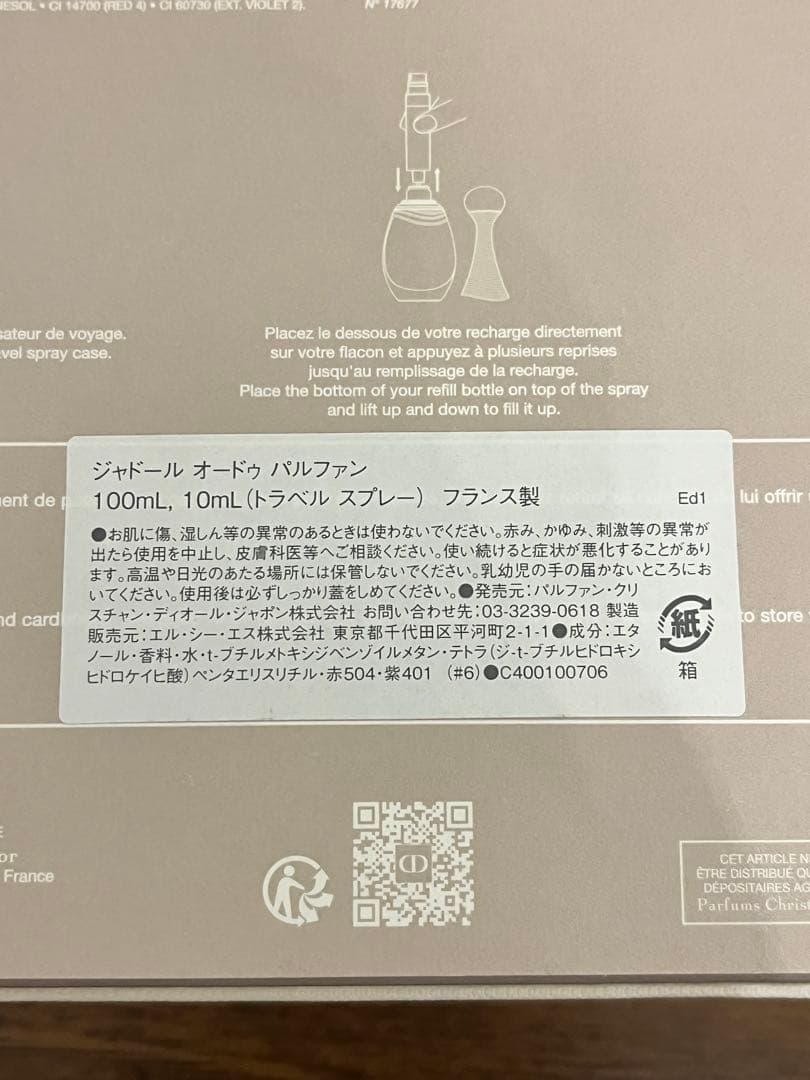 NESOL • CI 14700 (RED 4) • CI 60730 (EXT. VIOLET 2).
N° 17677
sateur de voyage.
vel spray case.
Placez le dessous de votre recharge directement
sur votre flacon et appuyez à plusieurs reprises
jusqu'au remplissage de la recharge.
Place the bottom of your refill bottle on top of the spray
and lift up and down to fill it up.
ent de
lui offrir
nd card
to store
ジャドール オードゥ パルファン
100mL, 10mL(トラベル スプレー) フランス製
Ed1
●お肌に傷、湿しん等の異常のあるときは使わないでください。赤み、かゆみ、刺激等の異常が
出たら使用を中止し、皮膚科医等へご相談ください。使い続けると症状が悪化することがあり
ます。高温や日光のあたる場所には保管しないでください。乳幼児の手の届かないところにお
いてください。使用後は必ずしっかり蓋をしめてください。●発売元:パルファン・クリ
スチャン・ディオール・ジャポン株式会社 お問い合わせ先:03-3239-0618 製造
販売元:エル・シー・エス株式会社 東京都千代田区平河町2-1-1●成分:エタ
ノール・香料・水・t-ブチルメトキシジベンゾイルメタン・テトラ(ジ-t-ブチルヒドロキシ
ヒドロケイヒ酸)ペンタエリスリチル・赤504・紫401 (#6)●C400100706
紙
箱
or
France
CD
CET ARTICLE N
ÊTRE DISTRIBUÉ QU
DÉPOSITAIRES AG
Parfums Christ